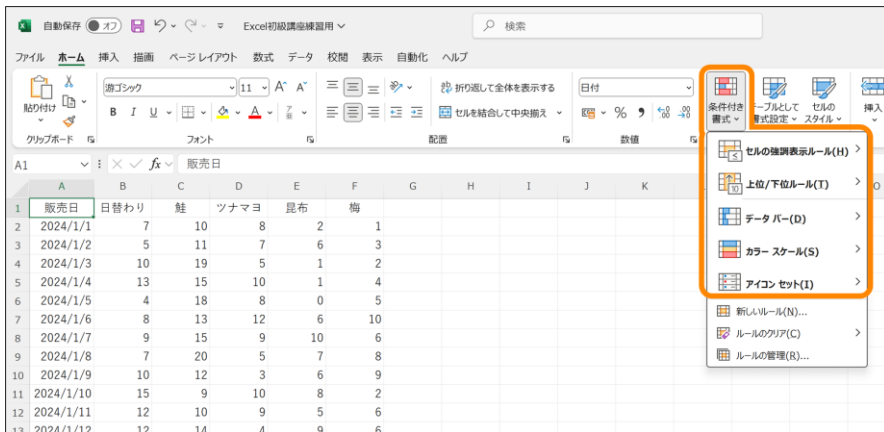 自動保存 オフ Excel初級講座練習用 検索
ファイル ホーム 挿入 描画 ページ レイアウト 数式 データ 校閲 表示 自動化 ヘルプ
貼り付け 游ゴシック 11 A A 折り返して全体を表示する 日付 条件付き書式 テーブルとして書式設定 セルのスタイル 挿入
B I U A セルを結合して中央揃え % 9
クリップボード フォント 配置 数値
A1 fx 販売日
セルの強調表示ルール(H)
上位/下位ルール(T)
データ バー(D)
カラー スケール(S)
アイコン セット(I)
新しいルール(N)...
ルールのクリア(C)
ルールの管理(R)...
A B C D E F G H I J K O
1 販売日 日替わり 鮭 ツナマヨ 昆布 梅
2 2024/1/1 7 10 8 2 1
3 2024/1/2 5 11 7 6 3
4 2024/1/3 10 19 5 1 2
5 2024/1/4 13 15 10 1 4
6 2024/1/5 4 18 8 0 5
7 2024/1/6 8 13 12 6 10
8 2024/1/7 9 15 9 10 6
9 2024/1/8 7 20 5 7 8
10 2024/1/9 10 12 3 6 9
11 2024/1/10 15 9 10 8 2
12 2024/1/11 12 10 9 5 6
13 2024/1/12 12 14 4 9 6